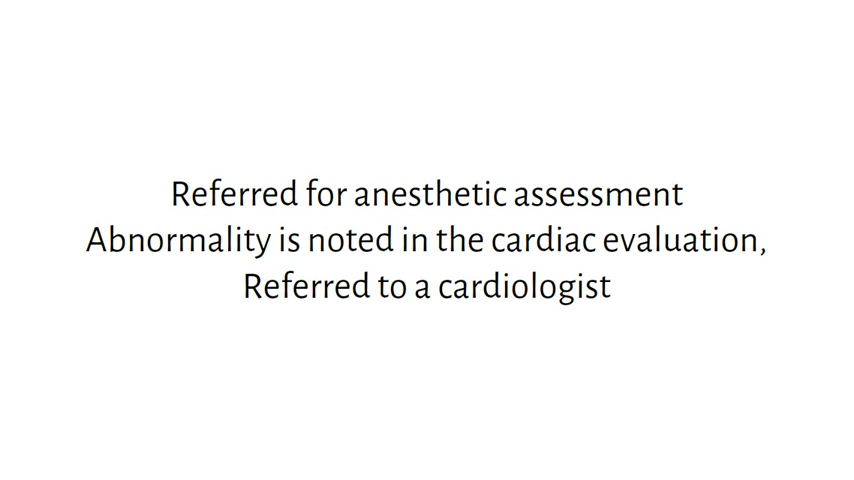 Referred for anesthetic assessment
Abnormality is noted in the cardiac evaluation,
Referred to a cardiologist